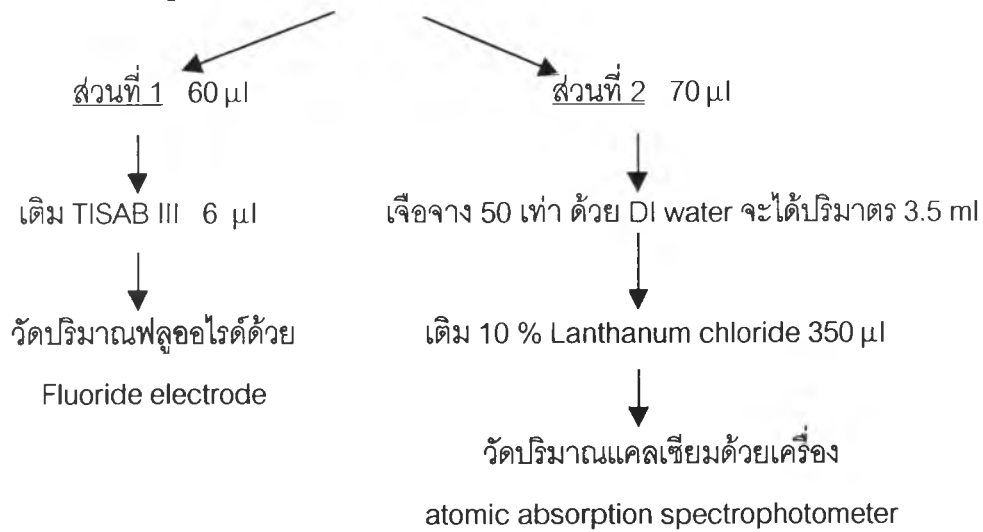 ส่วนที่ 1 60 µl
ส่วนที่ 2 70 µl
เติม TISAB III 6 µl
เจือจาง 50 เท่า ด้วย DI water จะได้ปริมาตร 3.5 ml
วัดปริมาณฟลูออไรด์ด้วย
Fluoride electrode
เติม 10 % Lanthanum chloride 350 µl
วัดปริมาณแคลเซียมด้วยเครื่อง
atomic absorption spectrophotometer